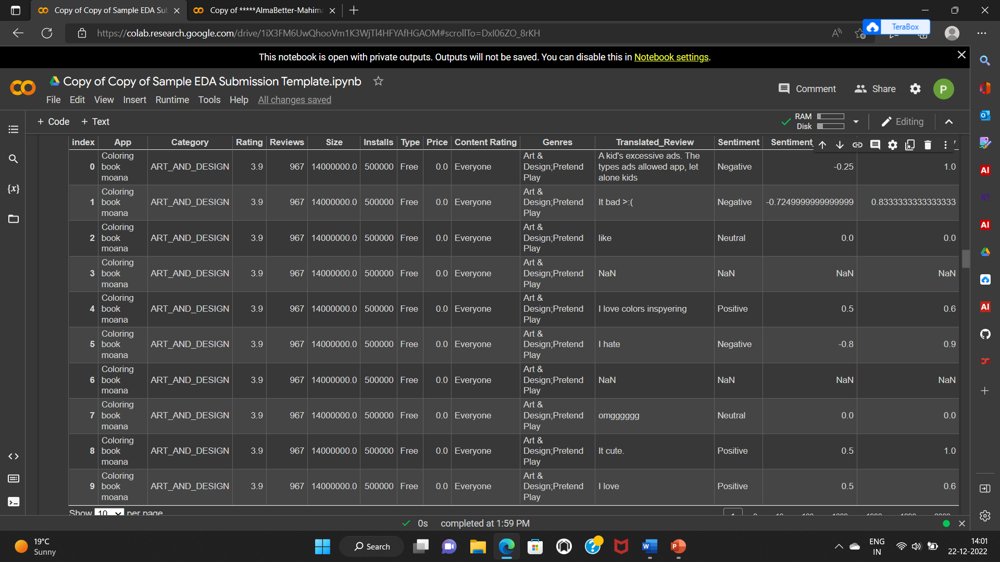 Copy of Copy of Sample EDA Su
Copy of *****AlmaBetter-Mahima
https://colab.research.google.com/drive/1iX3FM6UwQhooVm1K3WjTl4HFYAfHGAOM#scrollTo=DxI06ZO_8rKH
TeraBox
This notebook is open with private outputs. Outputs will not be saved. You can disable this in Notebook settings.
Copy of Copy of Sample EDA Submission Template.ipynb
Comment Share P
File Edit View Insert Runtime Tools Help All changes saved
+ Code + Text
RAM
Disk
Editing
index App Category Rating Reviews Size Installs Type Price Content Rating Genres Translated_Review Sentiment Sentiment_
0 Coloring book moana ART_AND_DESIGN 3.9 967 14000000.0 500000 Free 0.0 Everyone Art & Design;Pretend Play A kid's excessive ads. The types ads allowed app, let alone kids Negative -0.25 1.0
1 Coloring book moana ART_AND_DESIGN 3.9 967 14000000.0 500000 Free 0.0 Everyone Art & Design;Pretend Play It bad >:( Negative -0.7249999999999999 0.8333333333333333
2 Coloring book moana ART_AND_DESIGN 3.9 967 14000000.0 500000 Free 0.0 Everyone Art & Design;Pretend Play like Neutral 0.0 0.0
3 Coloring book moana ART_AND_DESIGN 3.9 967 14000000.0 500000 Free 0.0 Everyone Art & Design;Pretend Play NaN NaN NaN NaN
4 Coloring book moana ART_AND_DESIGN 3.9 967 14000000.0 500000 Free 0.0 Everyone Art & Design;Pretend Play I love colors inspyering Positive 0.5 0.6
5 Coloring book moana ART_AND_DESIGN 3.9 967 14000000.0 500000 Free 0.0 Everyone Art & Design;Pretend Play I hate Negative -0.8 0.9
6 Coloring book moana ART_AND_DESIGN 3.9 967 14000000.0 500000 Free 0.0 Everyone Art & Design;Pretend Play NaN NaN NaN NaN
7 Coloring book moana ART_AND_DESIGN 3.9 967 14000000.0 500000 Free 0.0 Everyone Art & Design;Pretend Play omgggggg Neutral 0.0 0.0
8 Coloring book moana ART_AND_DESIGN 3.9 967 14000000.0 500000 Free 0.0 Everyone Art & Design;Pretend Play It cute. Positive 0.5 1.0
9 Coloring book moana ART_AND_DESIGN 3.9 967 14000000.0 500000 Free 0.0 Everyone Art & Design;Pretend Play I love Positive 0.5 0.6
Show 10 per page
0s completed at 1:59 PM
19°C
Sunny
Search
ENG
IN
14:01
22-12-2022